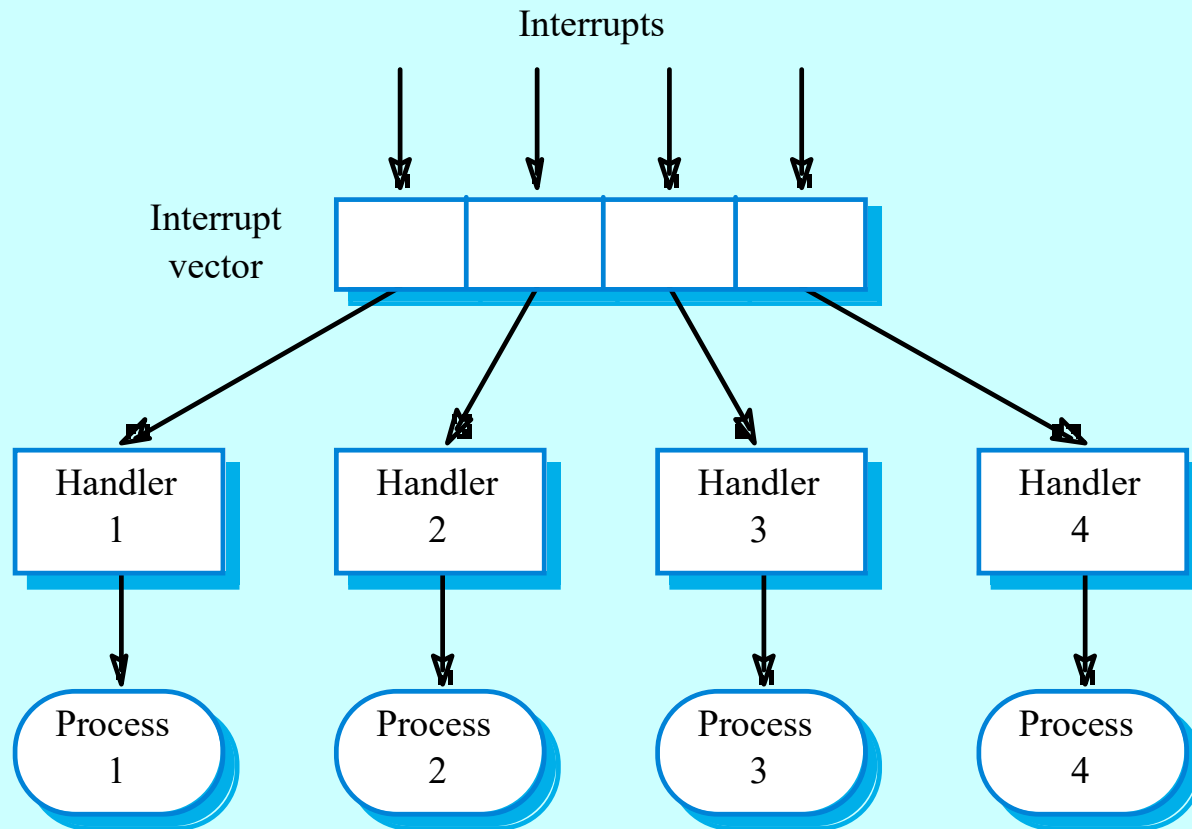 Interrupts
Interrupt
vector
Handler
1
Handler
2
Handler
3
Handler
4
Process
1
Process
2
Process
3
Process
4